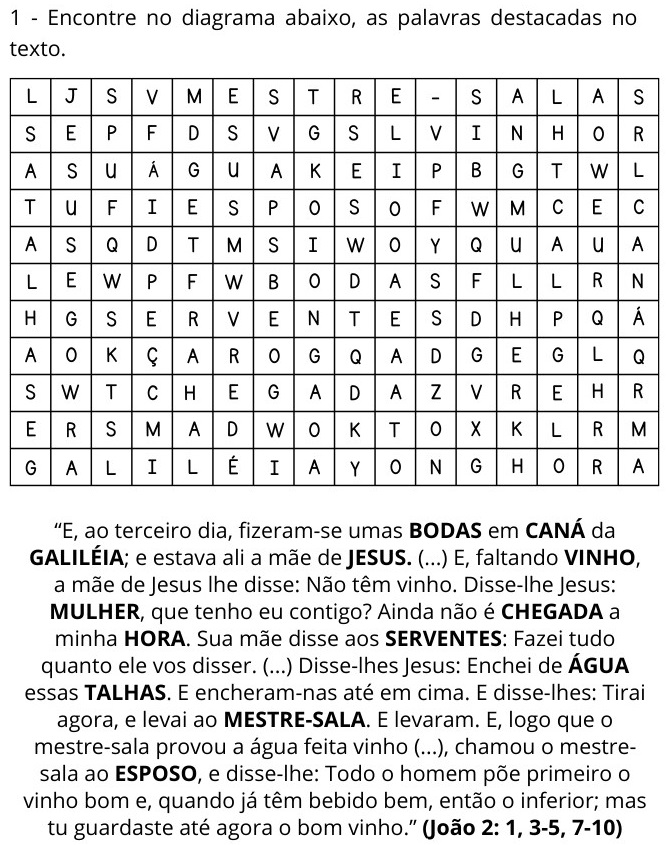 1 - Encontre no diagrama abaixo, as palavras destacadas no
texto.
L J S V M E S T R E - S A L A S
S E P F D S V G S L V I N H O R
A S U Á G U A K E I P B G T W L
T U F I E S P O S O F W M C E C
A S Q D T M S I W O Y Q U A U A
L E W P F W B O D A S F L L R N
H G S E R V E N T E S D H P Q Á
A O K Ç A R O G Q A D G E G L Q
S W T C H E G A D A Z V R E H R
E R S M A D W O K T O X K L R M
G A L I L É I A Y O N G H O R A
“E, ao terceiro dia, fizeram-se umas BODAS em CANÁ da
GALILÉIA; e estava ali a mãe de JESUS. (...) E, faltando VINHO,
a mãe de Jesus lhe disse: Não têm vinho. Disse-lhe Jesus:
MULHER, que tenho eu contigo? Ainda não é CHEGADA a
minha HORA. Sua mãe disse aos SERVENTES: Fazei tudo
quanto ele vos disser. (...) Disse-lhes Jesus: Enchei de ÁGUA
essas TALHAS. E encheram-nas até em cima. E disse-lhes: Tirai
agora, e levai ao MESTRE-SALA. E levaram. E, logo que o
mestre-sala provou a água feita vinho (...), chamou o mestre-
sala ao ESPOSO, e disse-lhe: Todo o homem põe primeiro o
vinho bom e, quando já têm bebido bem, então o inferior; mas
tu guardaste até agora o bom vinho.” (João 2: 1, 3-5, 7-10)